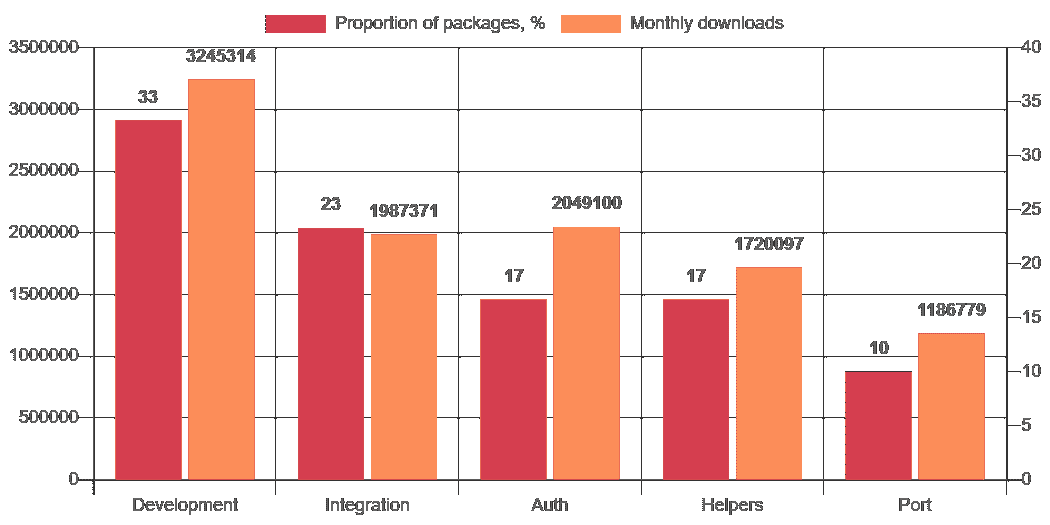 Proportion of packages, % Monthly downloads
3500000 3245314 40
33 35
3000000
2500000 30
23 1987371 2049100 25
2000000 1720097 20
1500000 17 17 1186779 15
1000000 10 10
500000 5
0 0
Development Integration Auth Helpers Port